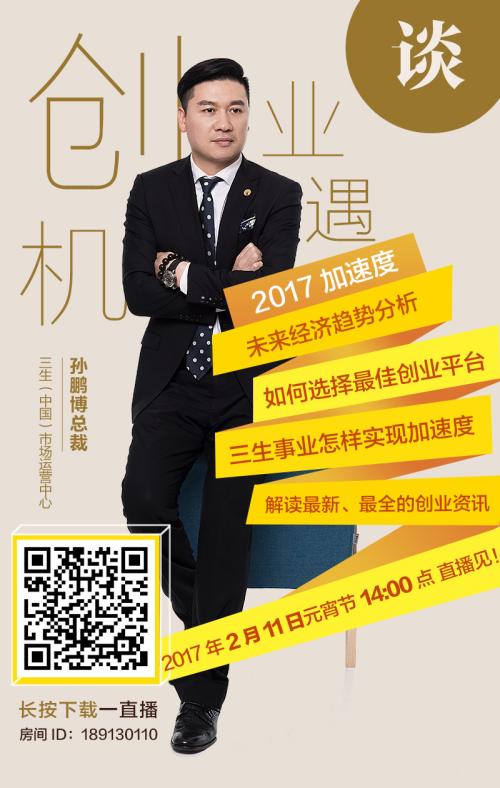 谈
创业
机遇
2017 加速度
未来经济趋势分析
如何选择最佳创业平台
三生事业怎样实现加速度
解读最新、最全的创业资讯
孙鹏博总裁
三生（中国）市场运营中心
2017 年 2 月 11 日元宵节 14:00 点 直播见！
长按下载一直播
房间 ID：189130110